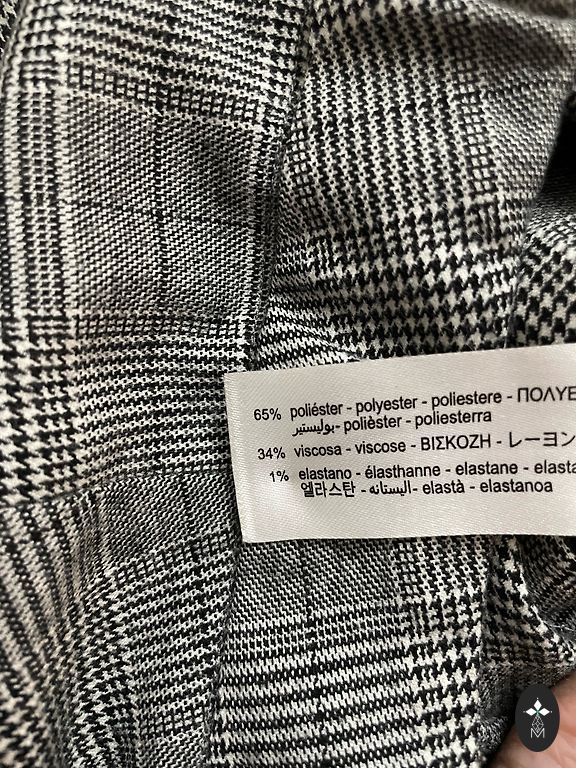 65% poliéster - polyester - poliestere - ΠΟΛΥΕ
بوليستير- polièster - poliesterra
34% viscosa - viscose - ΒΙΣΚΟΖΗ - レーヨン
1% elastano - élasthanne - elastane - elasta
엘라스탄 - اليستانه- elastà - elastanoa
M